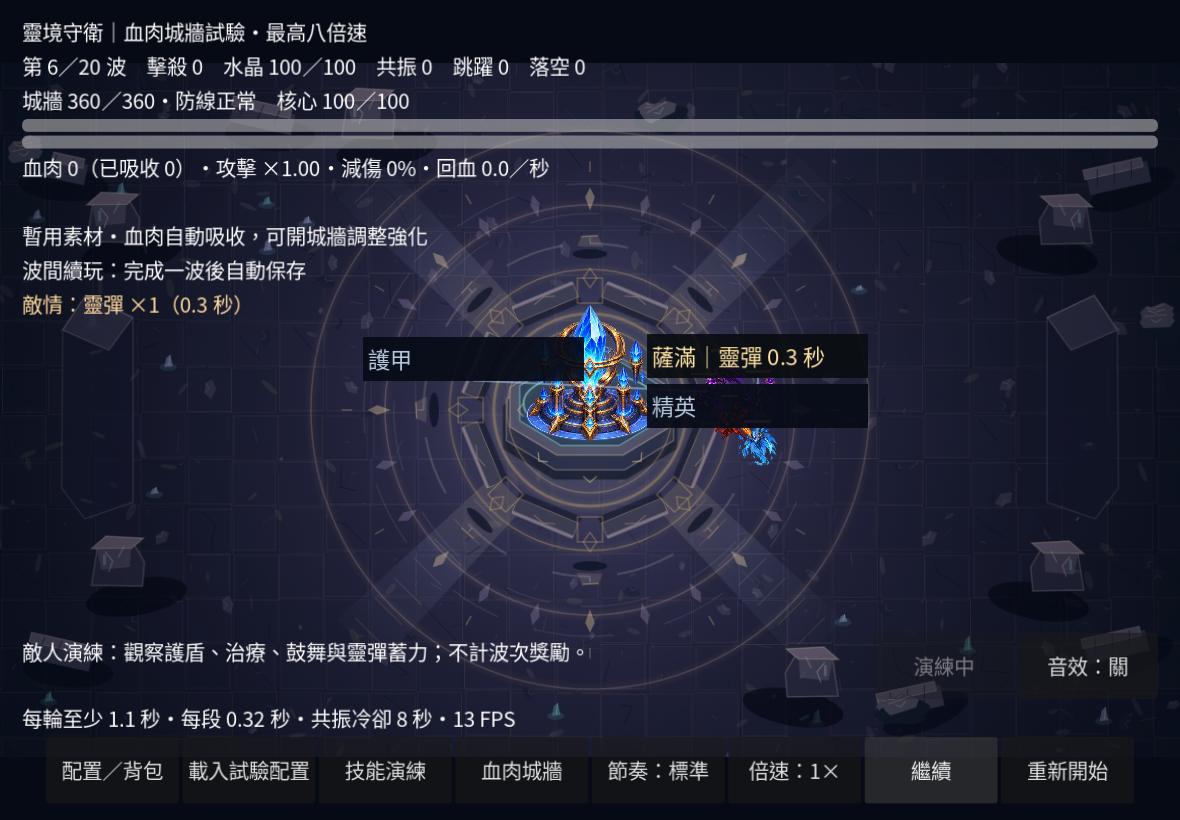 靈境守衛｜血肉城牆試驗・最高八倍速
第 6／20 波　擊殺 0　水晶 100／100　共振 0　跳躍 0　落空 0
城牆 360／360・防線正常　核心 100／100
血肉 0（已吸收 0）・攻擊 ×1.00・減傷 0%・回血 0.0／秒
暫用素材・血肉自動吸收，可開城牆調整強化
波間續玩：完成一波後自動保存
敵情：靈彈 ×1（0.3 秒）
護甲
薩滿｜靈彈 0.3 秒
精英
敵人演練：觀察護盾、治療、鼓舞與靈彈蓄力；不計波次獎勵。
演練中
音效：關
每輪至少 1.1 秒・每段 0.32 秒・共振冷卻 8 秒・13 FPS
配置／背包
載入試驗配置
技能演練
血肉城牆
節奏：標準
倍速：1×
繼續
重新開始